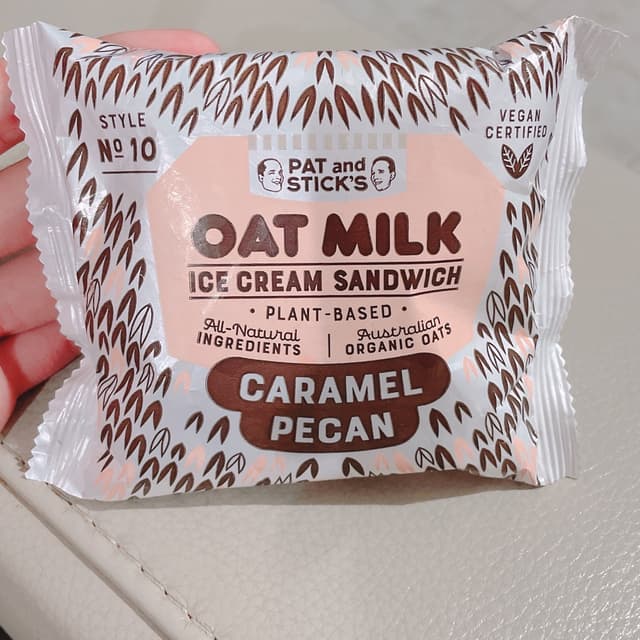 STYLE
Nº 10
VEGAN
CERTIFIED
PAT and
STICK'S
OAT MILK
ICE CREAM SANDWICH
• PLANT-BASED •
All-Natural
INGREDIENTS
Australian
ORGANIC OATS
CARAMEL
PECAN